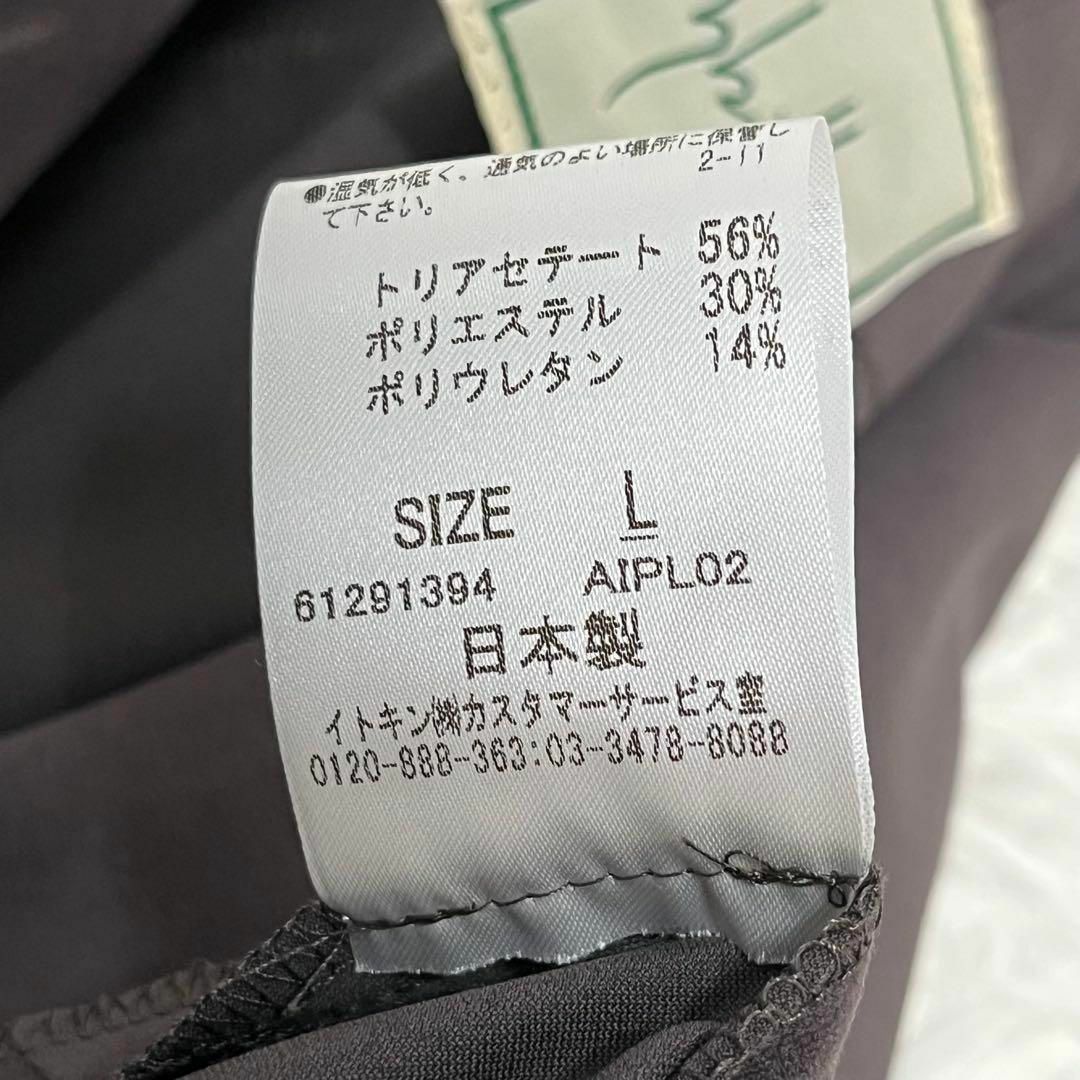 ●湿気が低く、通気のよい場所に保管し
て下さい。
2-11
トリアセテート 56%
ポリエステル 30%
ポリウレタン 14%
SIZE L
61291394 AIPL02
日本製
イトキン㈱カスタマーサービス室
0120-888-363:03-3478-8088